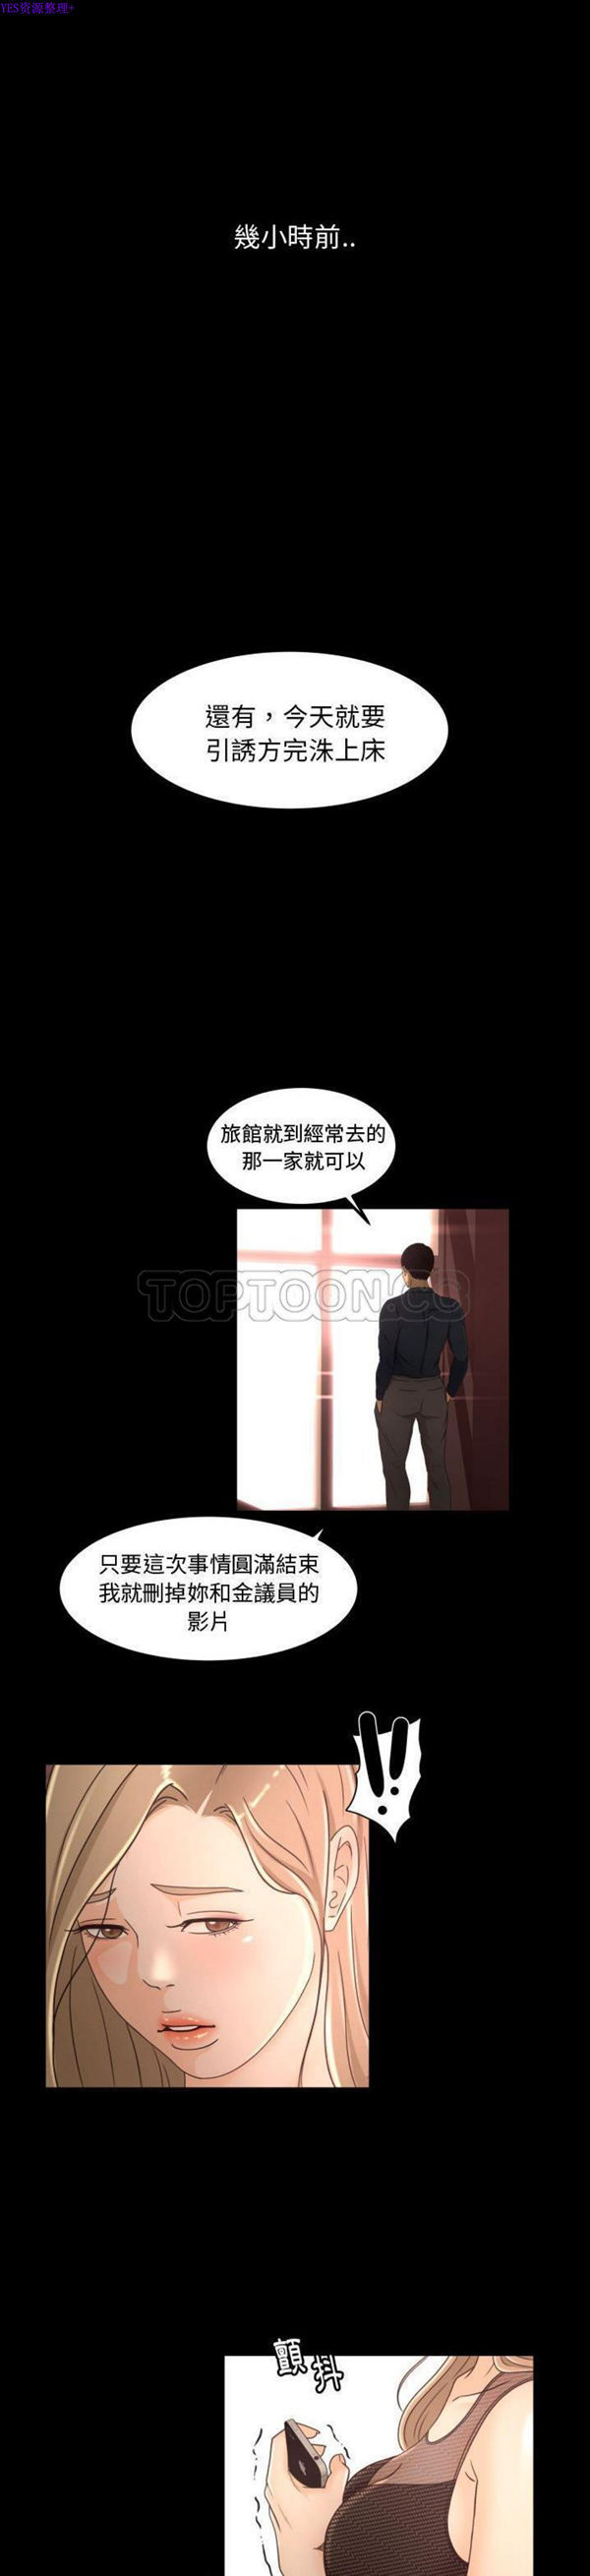 YES资源整理+
幾小時前..
還有，今天就要
引誘方完洙上床
旅館就到經常去的
那一家就可以
TOPTOON.CO
只要這次事情圓滿結束
我就刪掉妳和金議員的
影片
!!
顫抖